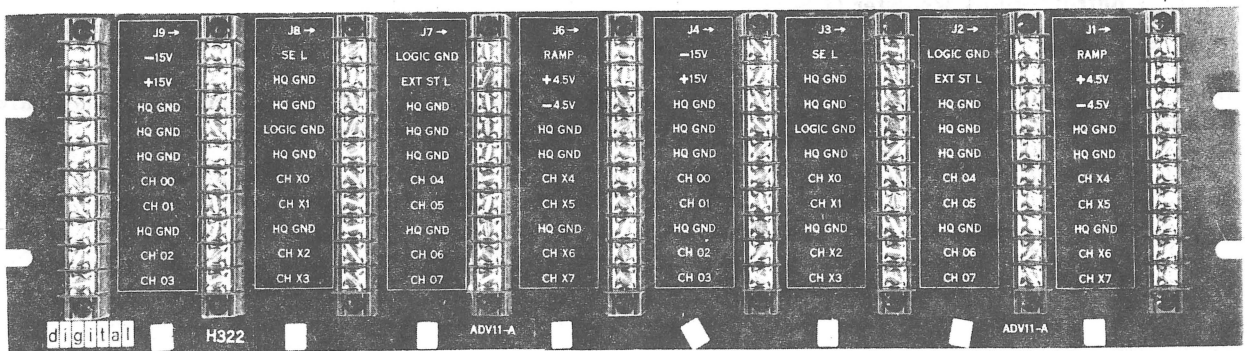 J9→
−15V
+15V
HQ GND
HQ GND
HQ GND
CH 00
CH 01
HQ GND
CH 02
CH 03
J8→
SE L
HQ GND
HQ GND
LOGIC GND
HQ GND
CH X0
CH X1
HQ GND
CH X2
CH X3
J7→
LOGIC GND
EXT ST L
HQ GND
HQ GND
HQ GND
CH 04
CH 05
HQ GND
CH 06
CH 07
J6→
RAMP
+4.5V
−4.5V
HQ GND
HQ GND
CH X4
CH X5
HQ GND
CH X6
CH X7
J4→
−15V
+15V
HQ GND
HQ GND
HQ GND
CH 00
CH 01
HQ GND
CH 02
CH 03
J3→
SE L
HQ GND
HQ GND
LOGIC GND
HQ GND
CH X0
CH X1
HQ GND
CH X2
CH X3
J2→
LOGIC GND
EXT ST L
HQ GND
HQ GND
HQ GND
CH 04
CH 05
HQ GND
CH 06
CH 07
J1→
RAMP
+4.5V
−4.5V
HQ GND
HQ GND
CH X4
CH X5
HQ GND
CH X6
CH X7
digital H322 ADV11-A ADV11-A